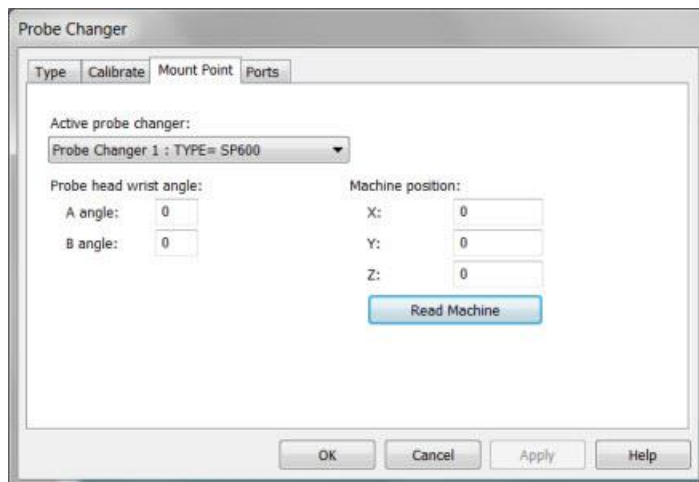 Probe Changer
Type Calibrate Mount Point Ports
Active probe changer:
Probe Changer 1 : TYPE= SP600
Probe head wrist angle: Machine position:
A angle: 0 X: 0
B angle: 0 Y: 0
Z: 0
Read Machine
OK Cancel Apply Help